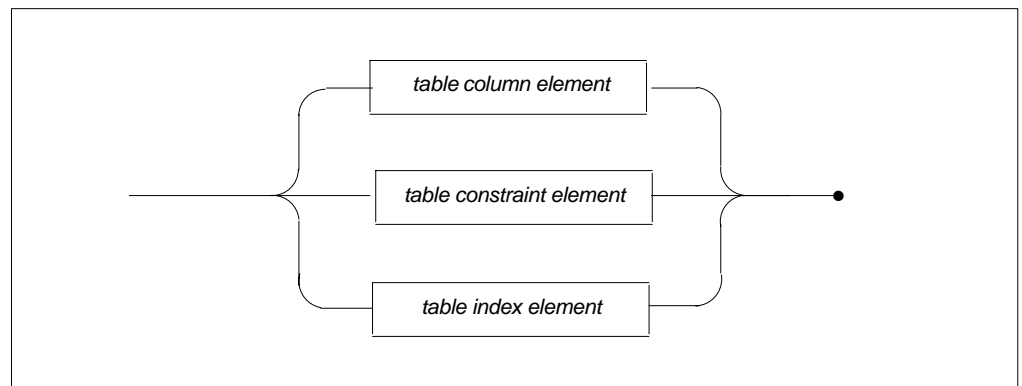 table column element
table constraint element
table index element